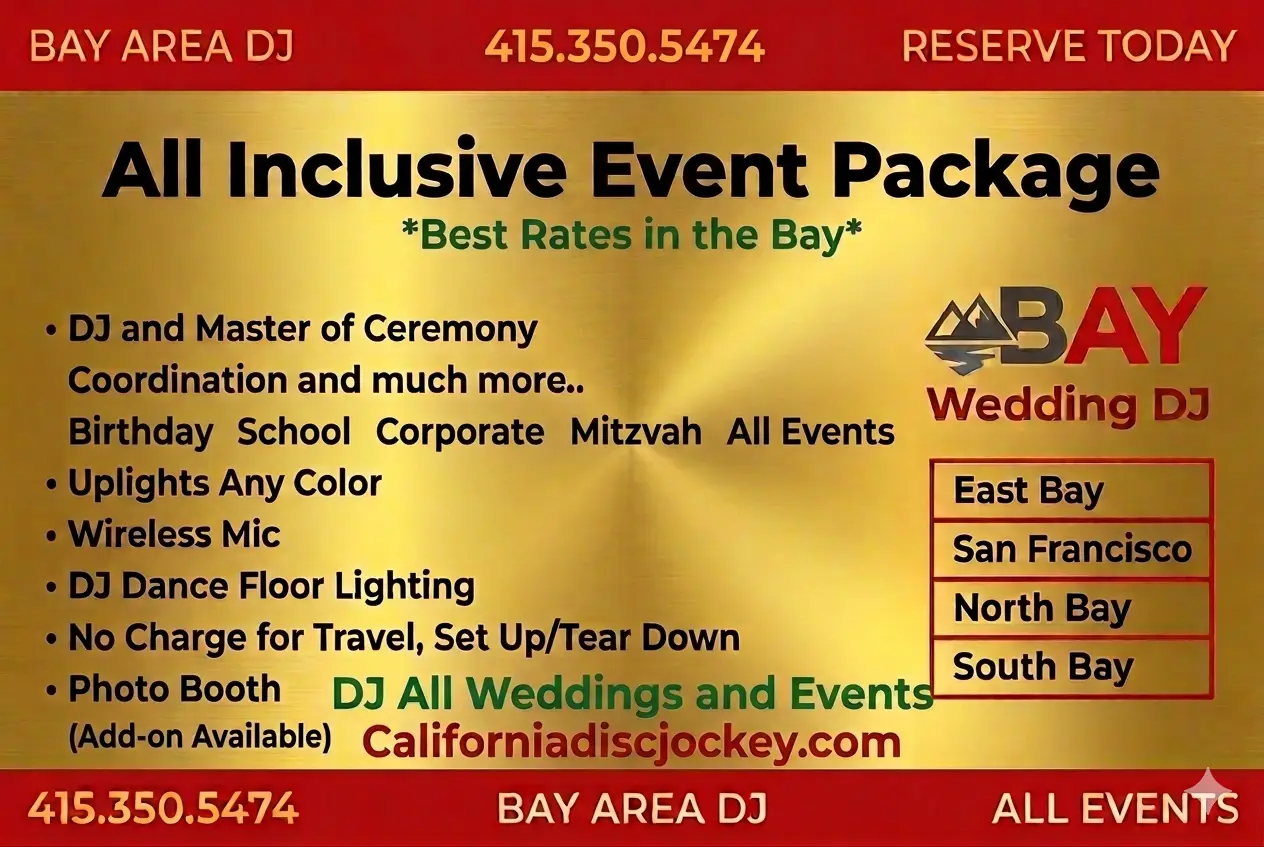 BAY AREA DJ 415.350.5474 RESERVE TODAY
All Inclusive Event Package
*Best Rates in the Bay*
• DJ and Master of Ceremony
Coordination and much more..
Birthday School Corporate Mitzvah All Events
• Uplights Any Color
• Wireless Mic
• DJ Dance Floor Lighting
• No Charge for Travel, Set Up/Tear Down
• Photo Booth
(Add-on Available)
DJ All Weddings and Events
Californiadiscjockey.com
BAY
Wedding DJ
East Bay
San Francisco
North Bay
South Bay
415.350.5474 BAY AREA DJ ALL EVENTS